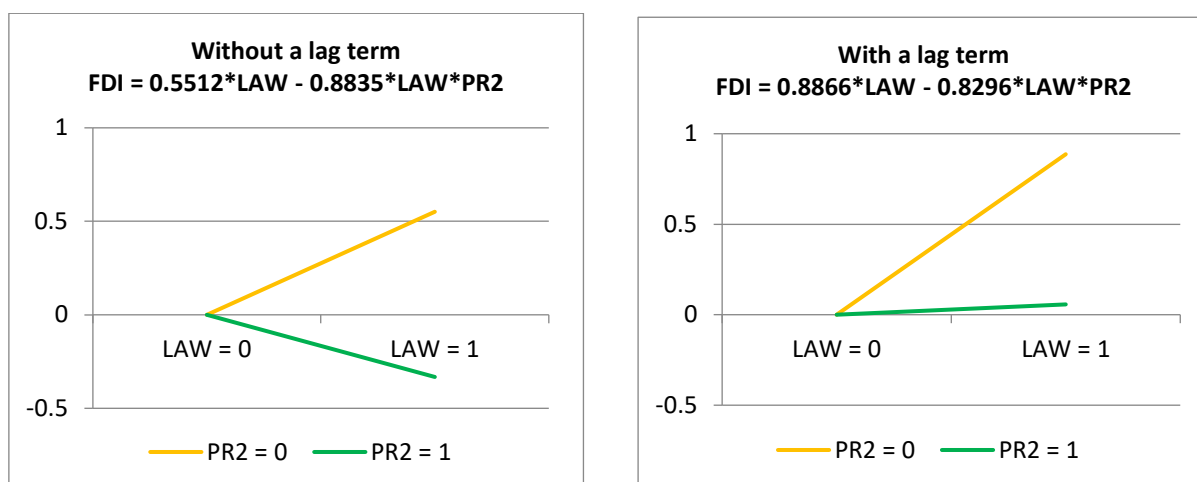 Without a lag term
FDI = 0.5512*LAW - 0.8835*LAW*PR2
1
0.5
0
-0.5
LAW = 0
LAW = 1
PR2 = 0
PR2 = 1
With a lag term
FDI = 0.8866*LAW - 0.8296*LAW*PR2
1
0.5
0
-0.5
LAW = 0
LAW = 1
PR2 = 0
PR2 = 1